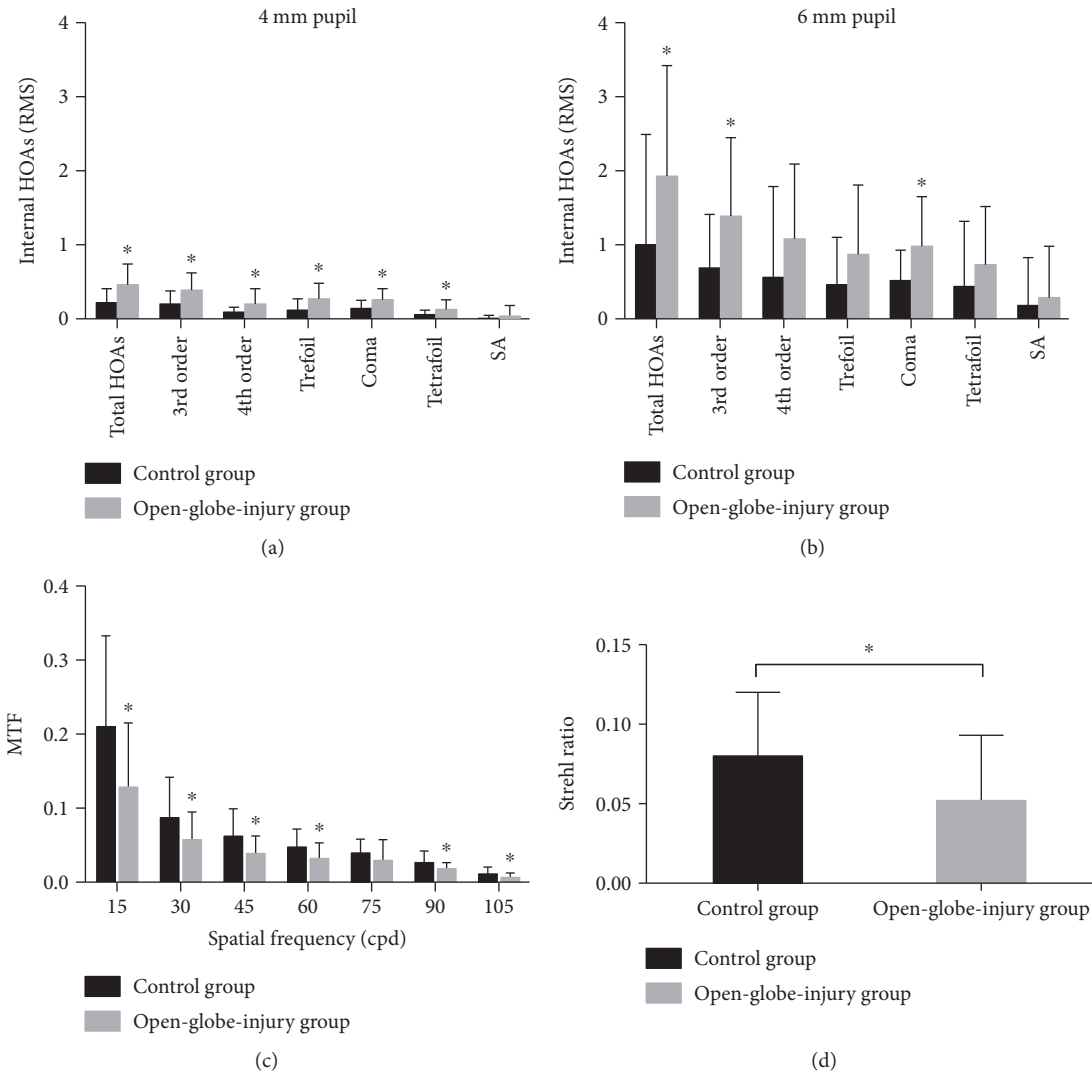 4 mm pupil
Internal HOAs (RMS)
4
3
2
1
0
* * * * * *
Total HOAs
3rd order
4th order
Trefoil
Coma
Tetrafoil
SA
Control group
Open-globe-injury group
(a)
6 mm pupil
Internal HOAs (RMS)
4
3
2
1
0
* * *
Total HOAs
3rd order
4th order
Trefoil
Coma
Tetrafoil
SA
Control group
Open-globe-injury group
(b)
MTF
0.4
0.3
0.2
0.1
0.0
* * * * * *
15 30 45 60 75 90 105
Spatial frequency (cpd)
Control group
Open-globe-injury group
(c)
Strehl ratio
0.15
0.10
0.05
0.00
*
Control group Open-globe-injury group
Control group
Open-globe-injury group
(d)